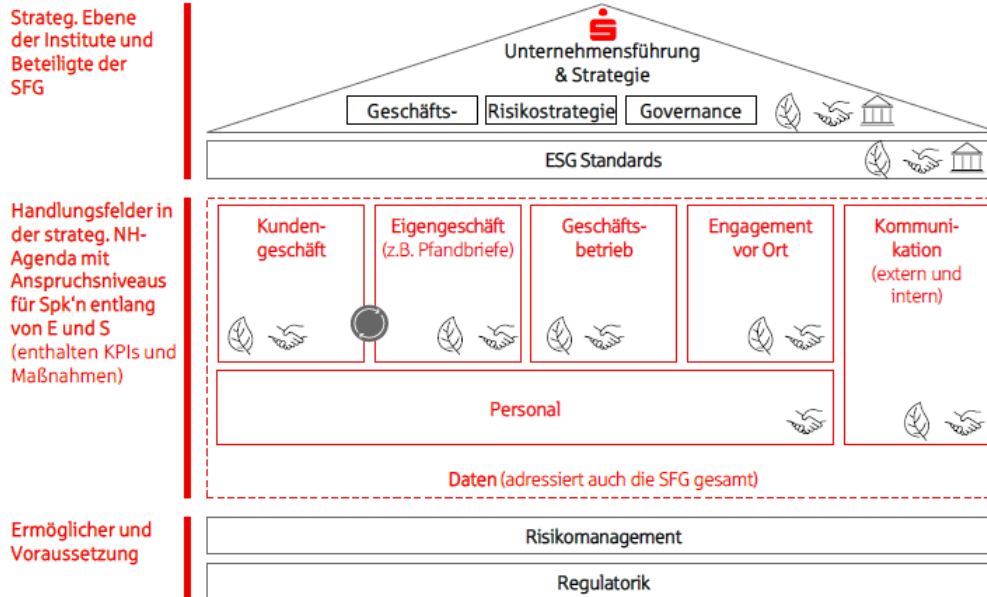 Strateg. Ebene
der Institute und
Beteiligte der
SFG
Unternehmensführung
& Strategie
Geschäfts-
Risikostrategie
Governance
ESG Standards
Handlungsfelder in
der strateg. NH-
Agenda mit
Anspruchsniveaus
für Spk'n entlang
von E und S
(enthalten KPIs und
Maßnahmen)
Kunden-
geschäft
Eigengeschäft
(z.B. Pfandbriefe)
Geschäfts-
betrieb
Engagement
vor Ort
Kommuni-
kation
(extern und
intern)
Personal
Daten (adressiert auch die SFG gesamt)
Ermöglicher und
Voraussetzung
Risikomanagement
Regulatorik